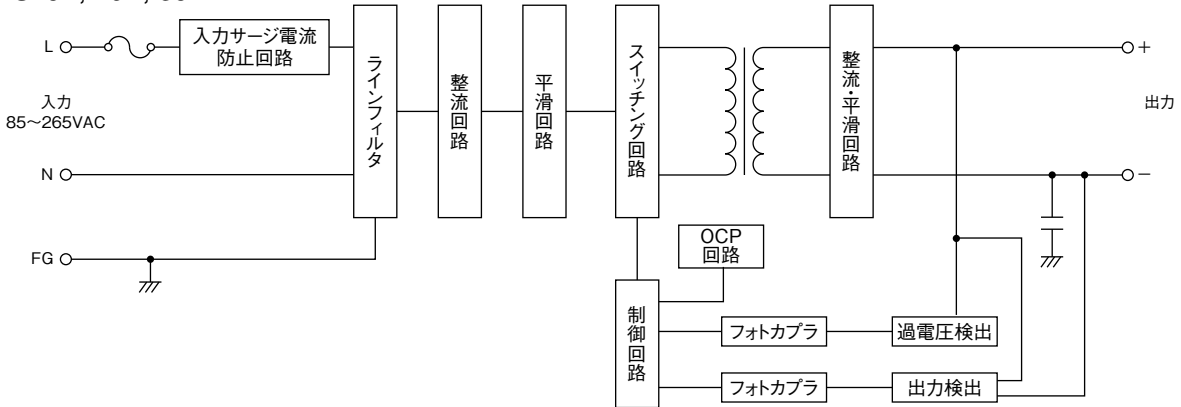 L
入力サージ電流
防止回路
入力
85～265VAC
N
FG
ラインフィルタ
整流回路
平滑回路
スイッチング回路
整流・平滑回路
+
出力
−
OCP
回路
制御回路
フォトカプラ
過電圧検出
フォトカプラ
出力検出